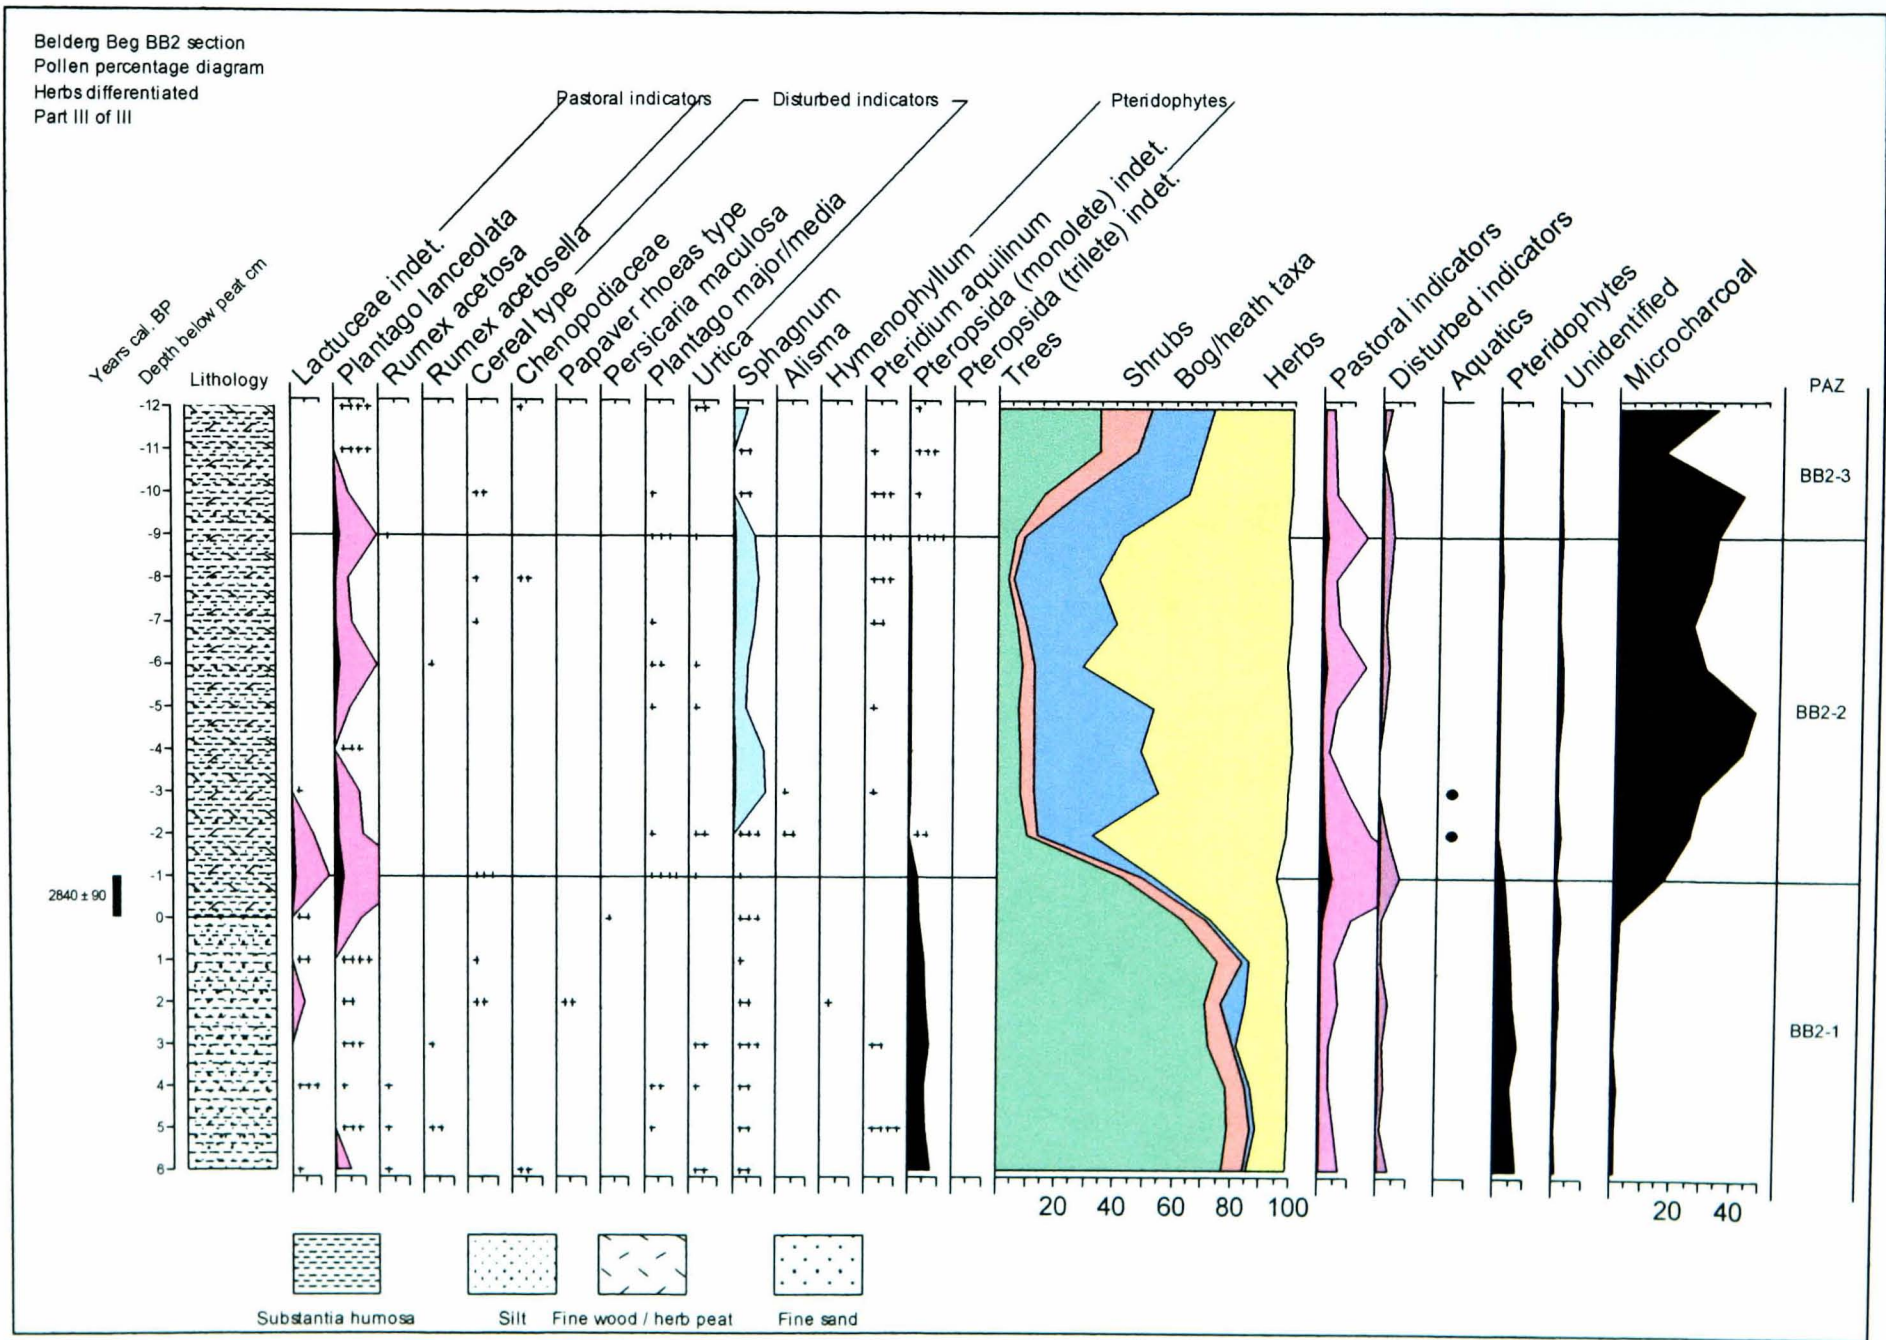 Belderg Beg BB2 section
Pollen percentage diagram
Herbs differentiated
Part III of III
Pastoral indicators
Disturbed indicators
Pteridophytes
Years cal. BP
Depth below peat cm
Lithology
Lactuceae indet.
Plantago lanceolata
Rumex acetosa
Rumex acetosella
Cereal type
Chenopodiaceae
Papaver rhoeas type
Persicaria maculosa
Plantago major/media
Urtica
Sphagnum
Alisma
Hymenophyllum
Pteridium aquilinum
Pteropsida (monolete) indet.
Pteropsida (trilete) indet.
Trees
Shrubs
Bog/heath taxa
Herbs
Pastoral indicators
Disturbed indicators
Aquatics
Pteridophytes
Unidentified
Microcharcoal
PAZ
-12
-11
-10
-9
-8
-7
-6
-5
-4
-3
-2
-1
0
1
2
3
4
5
6
2840 ± 90
BB2-3
BB2-2
BB2-1
20 40 60 80 100
20 40
Substantia humosa
Silt
Fine wood / herb peat
Fine sand